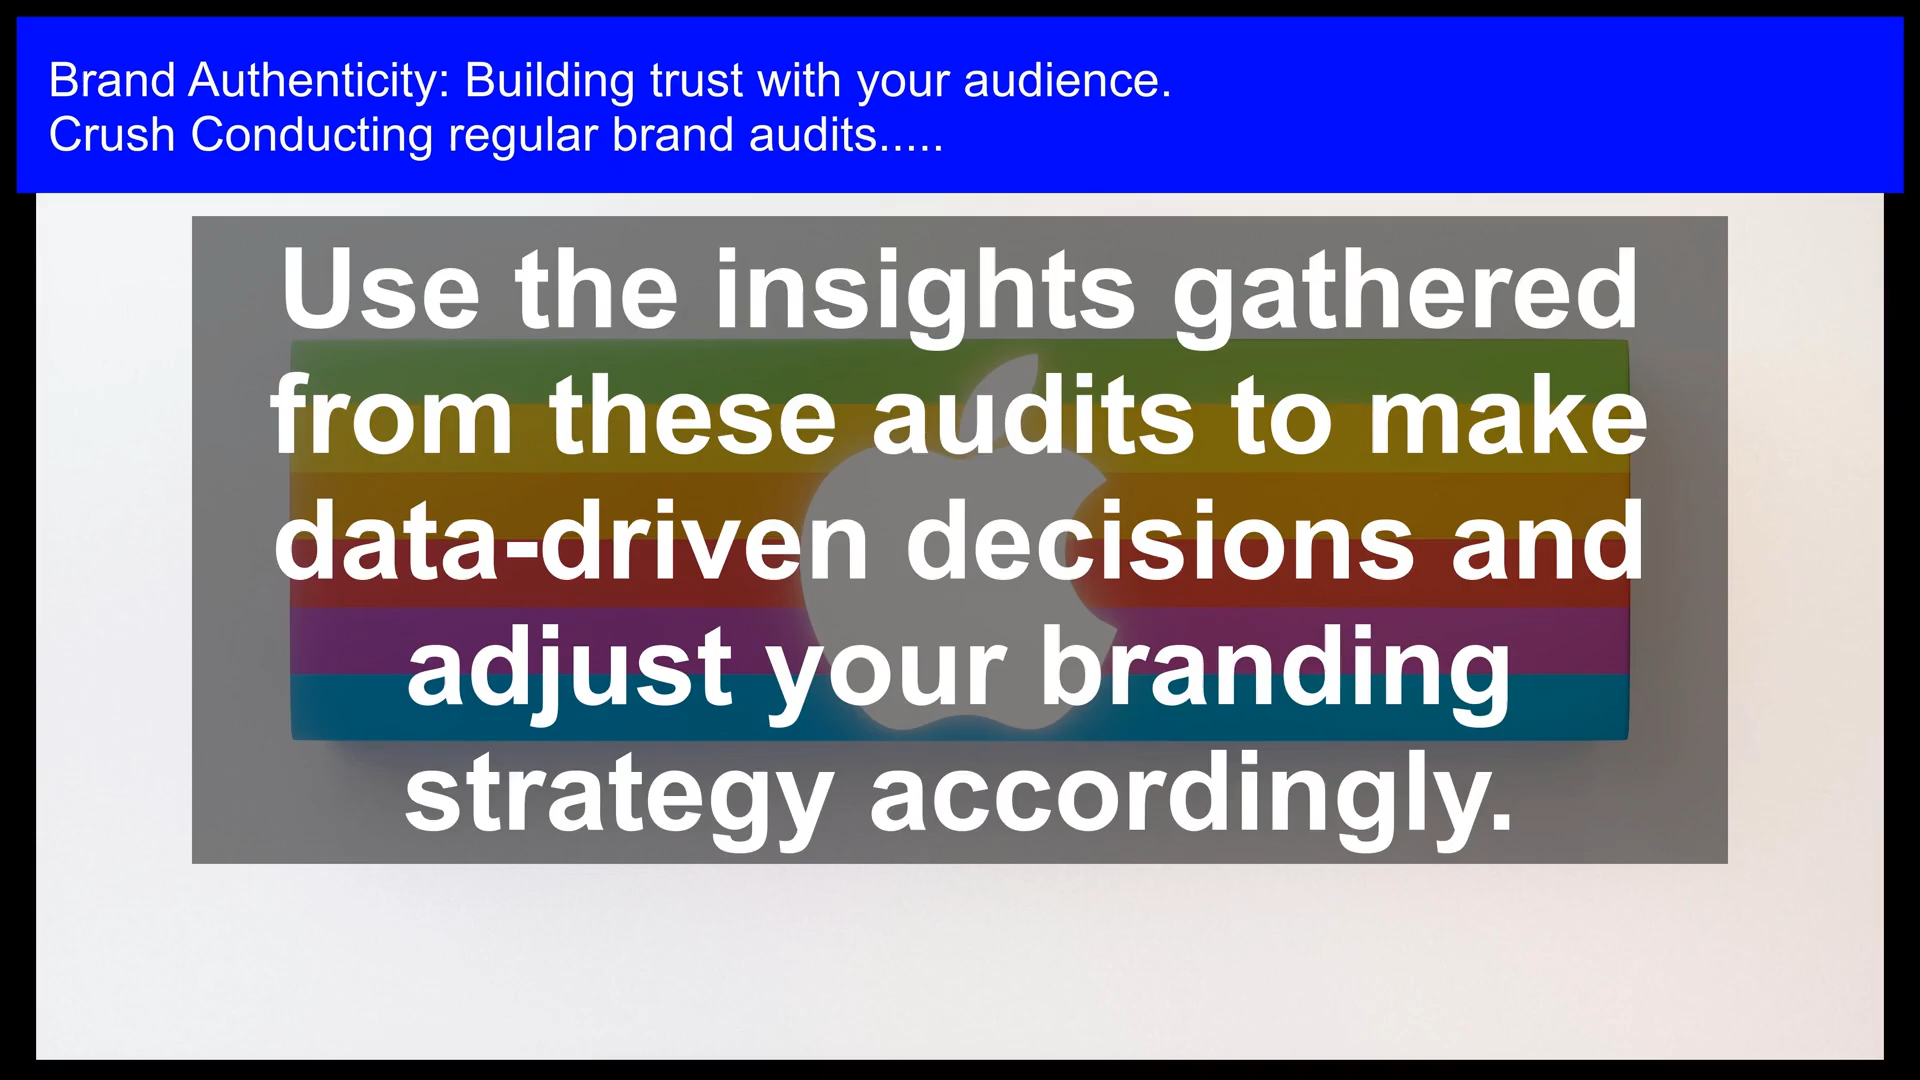 Brand Authenticity: Building trust with your audience.
Crush Conducting regular brand audits.....
Use the insights gathered
from these audits to make
data-driven decisions and
adjust your branding
strategy accordingly.